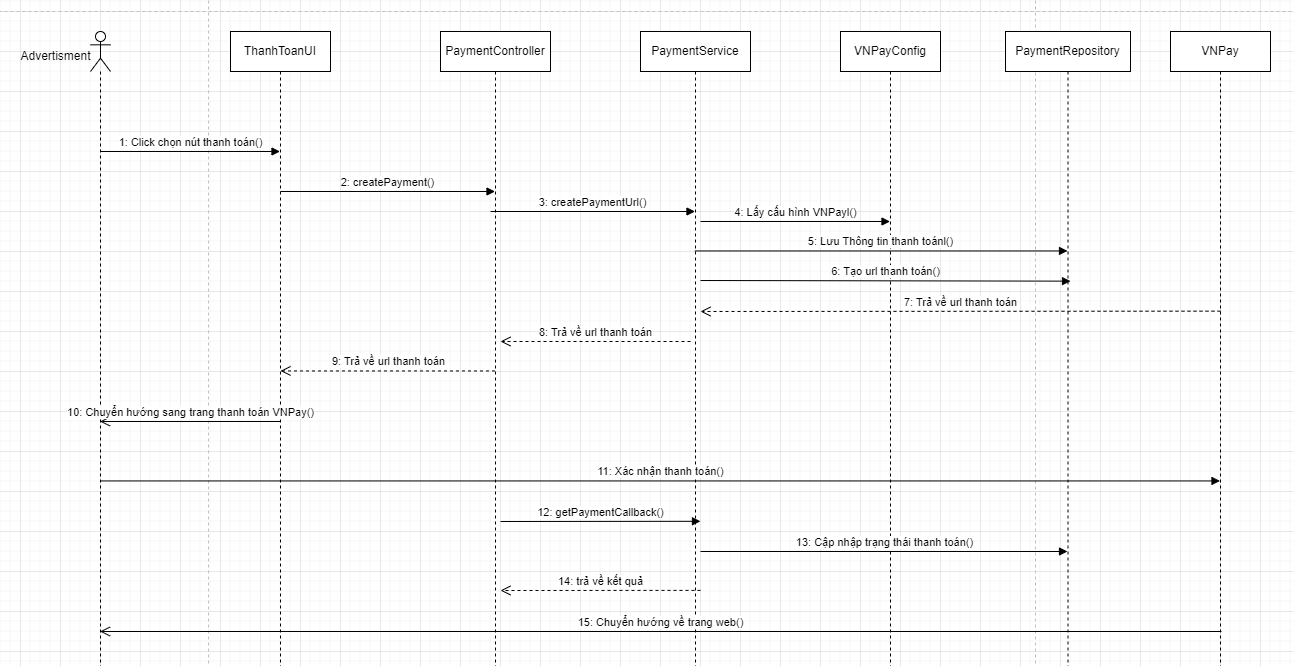 Advertisment
ThanhToanUI
PaymentController
PaymentService
VNPayConfig
PaymentRepository
VNPay
1: Click chọn nút thanh toán()
2: createPayment()
3: createPaymentUrl()
4: Lấy cấu hình VNPayl()
5: Lưu Thông tin thanh toánl()
6: Tạo url thanh toán()
7: Trả về url thanh toán
8: Trả về url thanh toán
9: Trả về url thanh toán
10: Chuyển hướng sang trang thanh toán VNPay()
11: Xác nhận thanh toán()
12: getPaymentCallback()
13: Cập nhập trạng thái thanh toán()
14: trả về kết quả
15: Chuyển hướng về trang web()